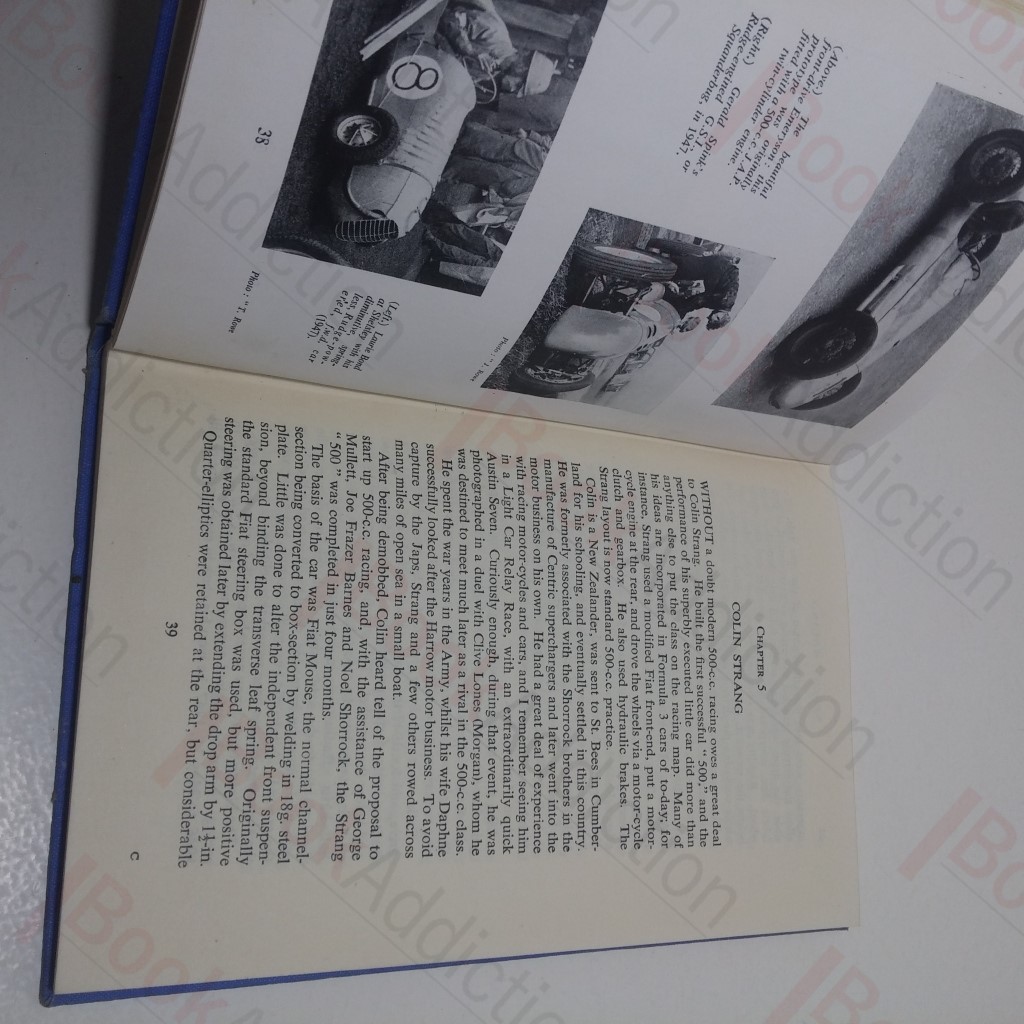 (Above) The beautiful
front-drive Emeryson; this
prototype was originally
fitted with a 500-c.c. J.A.P.
twin-cylinder engine.
(Right) Gerald Spink's
Rudge-engined G.S.1, or
Squanderbug, in 1947.
Photo: "J. Rowe
(Left) Laurie Bond
at Shelsley with his
diminutive, spring-
less, Rudge-pow-
ered, f.w.d. car
(1947).
Photo: "J. Rowe
38
CHAPTER 5
COLIN STRANG
WITHOUT a doubt modern 500-c.c. racing owes a great deal
to Colin Strang. He built the first successful "500," and the
performance of his superbly executed little car did more than
anything else to put the class on the racing map. Many of
his ideas are incorporated in Formula 3 cars of to-day; for
instance, Strang used a modified Fiat front-end, put a motor-
cycle engine at the rear, and drove the wheels via a motor-cycle
clutch and gearbox. He also used hydraulic brakes. The
Strang layout is now standard 500-c.c. practice.
Colin is a New Zealander, was sent to St. Bees in Cumber-
land for his schooling, and eventually settled in this country.
He was formerly associated with the Shorrock brothers in the
manufacture of Centric superchargers and later went into the
motor business on his own. He had a great deal of experience
with racing motor-cycles and cars, and I remember seeing him
in a Light Car Relay Race, with an extraordinarily quick
Austin Seven. Curiously enough, during that event, he was
photographed in a duel with Clive Lones (Morgan), whom he
was destined to meet much later as a rival in the 500-c.c. class.
He spent the war years in the Army, whilst his wife Daphne
successfully looked after the Harrow motor business. To avoid
capture by the Japs, Strang and a few others rowed across
many miles of open sea in a small boat.
After being demobbed, Colin heard tell of the proposal to
start up 500-c.c. racing, and, with the assistance of George
Mullett, Joe Frazer Barnes and Noel Shorrock, the Strang
"500" was completed in just four months.
The basis of the car was Fiat Mouse, the normal channel-
section being converted to box-section by welding in 18g. steel
plate. Little was done to alter the independent front suspen-
sion, beyond binding the transverse leaf spring. Originally
the standard Fiat steering box was used, but more positive
steering was obtained later by extending the drop arm by 1½-in.
Quarter-elliptics were retained at the rear, but considerable
39
C
8
Book Addiction